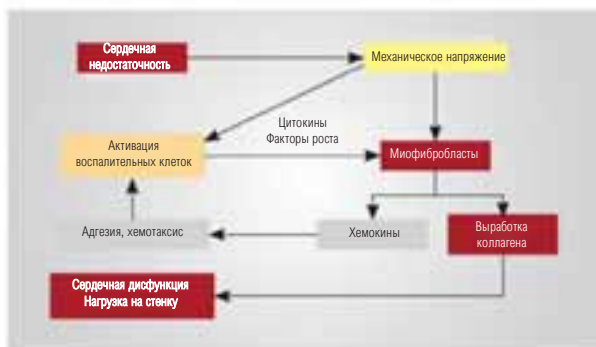 Сердечная
недостаточность
Механическое напряжение
Цитокины
Факторы роста
Активация
воспалительных клеток
Миофибробласты
Адгезия, хемотаксис
Хемокины
Выработка
коллагена
Сердечная дисфункция
Нагрузка на стенку